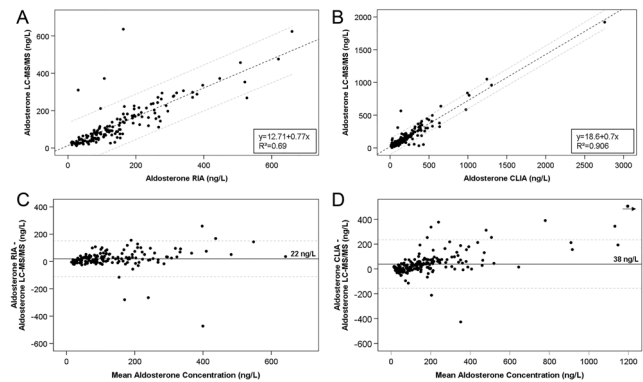 A
Aldosterone LC-MS/MS (ng/L)
600
400
200
0
0
200
400
600
Aldosterone RIA (ng/L)
y=12.71+0.77x
R²=0.69
B
Aldosterone LC-MS/MS (ng/L)
2000
1500
1000
500
0
0
500
1000
1500
2000
2500
3000
Aldosterone CLIA (ng/L)
y=18.6+0.7x
R²=0.906
C
Aldosterone RIA -
Aldosterone LC-MS/MS (ng/L)
400
200
0
-200
-400
-600
22 ng/L
0
200
400
600
Mean Aldosterone Concentration (ng/L)
D
Aldosterone CLIA -
Aldosterone LC-MS/MS (ng/L)
400
200
0
-200
-400
-600
38 ng/L
0
200
400
600
800
1000
1200
Mean Aldosterone Concentration (ng/L)